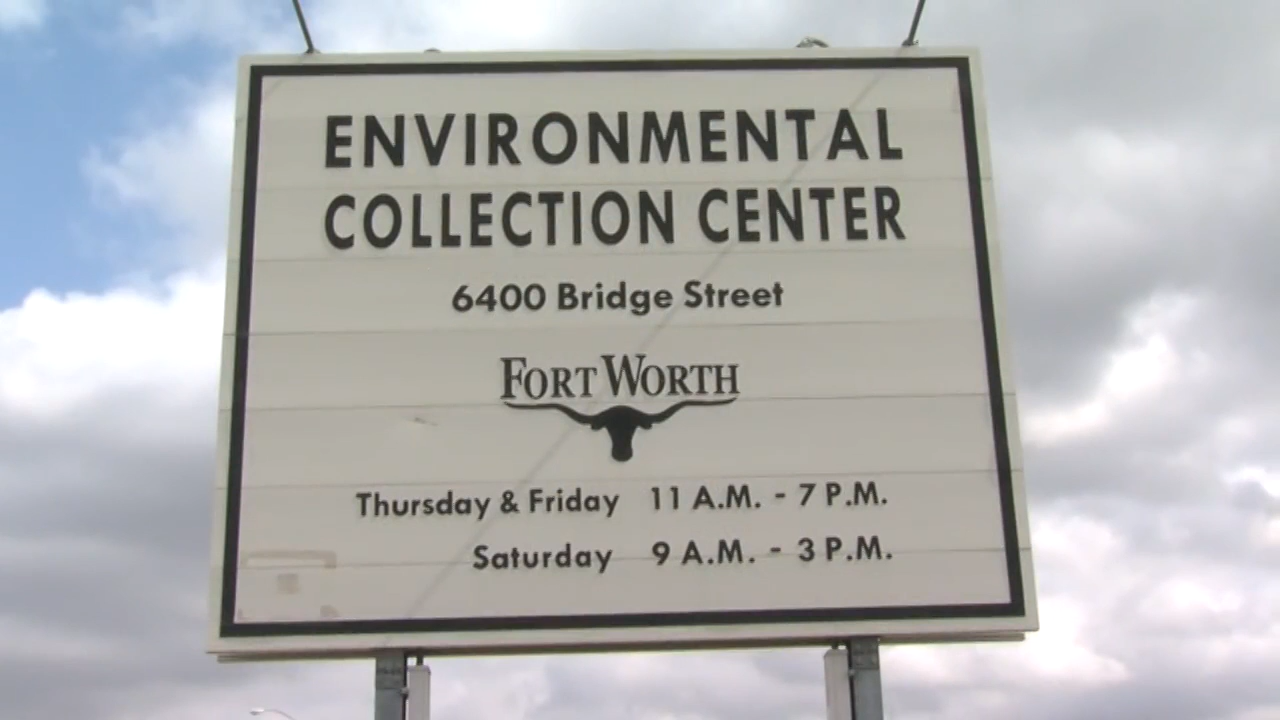 ENVIRONMENTAL
COLLECTION CENTER
6400 Bridge Street
FORT WORTH
Thursday & Friday 11 A.M. - 7 P.M.
Saturday 9 A.M. - 3 P.M.